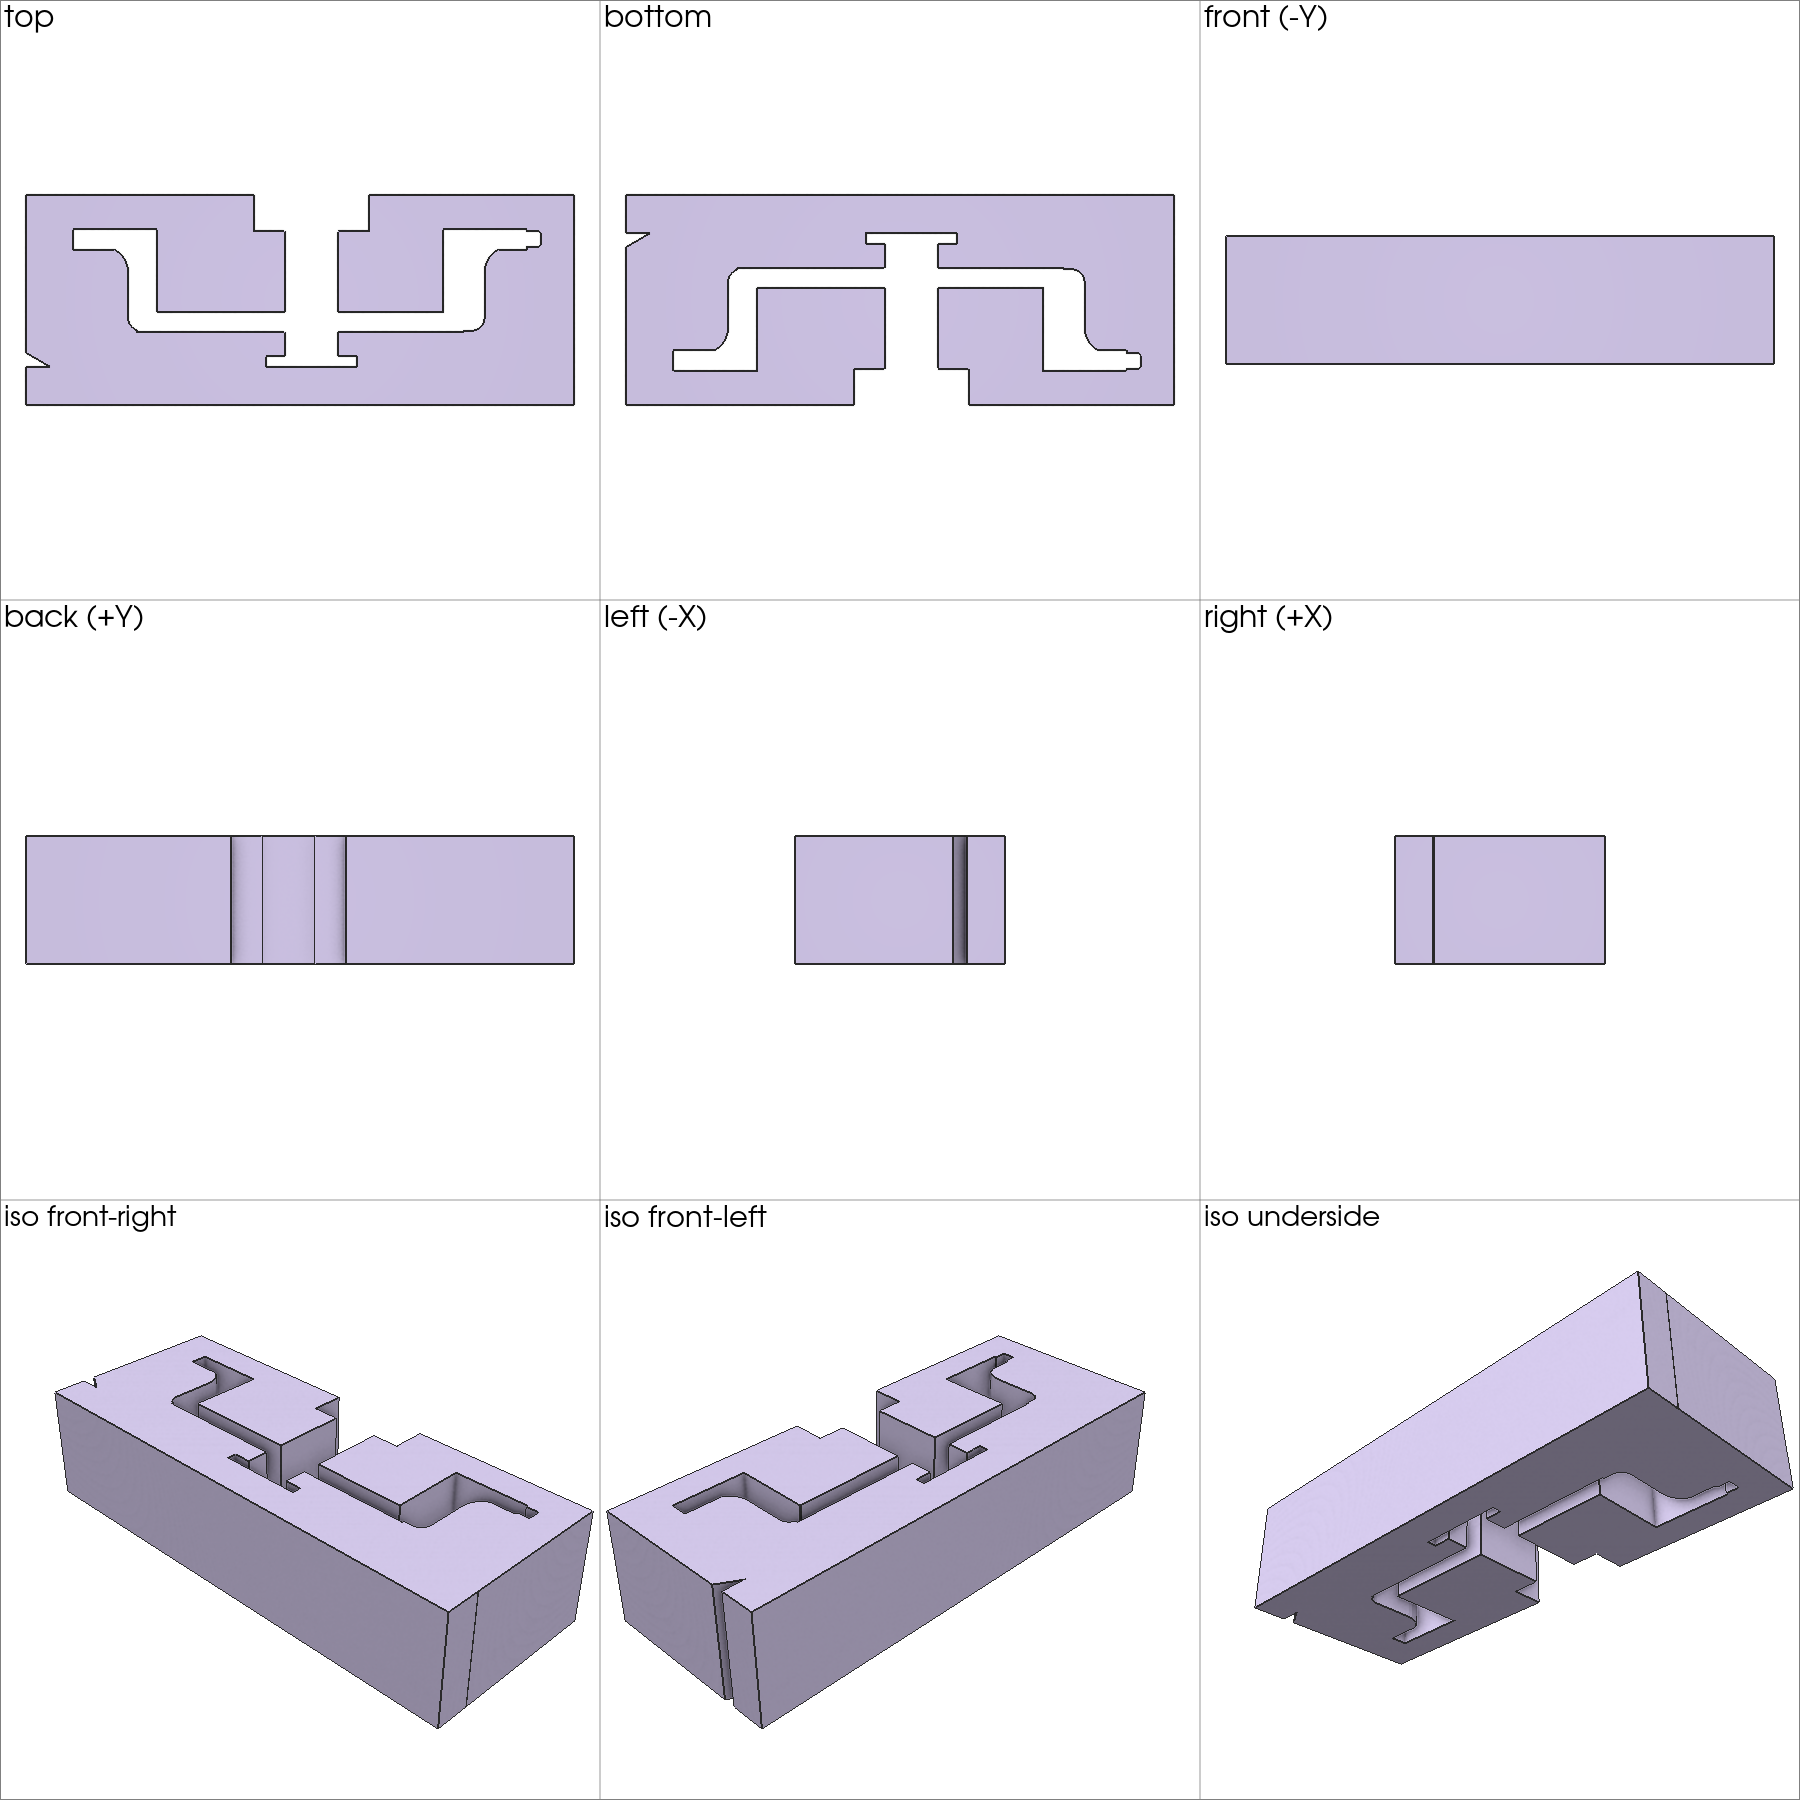 top
bottom
front (-Y)
back (+Y)
left (-X)
right (+X)
iso front-right
iso front-left
iso underside